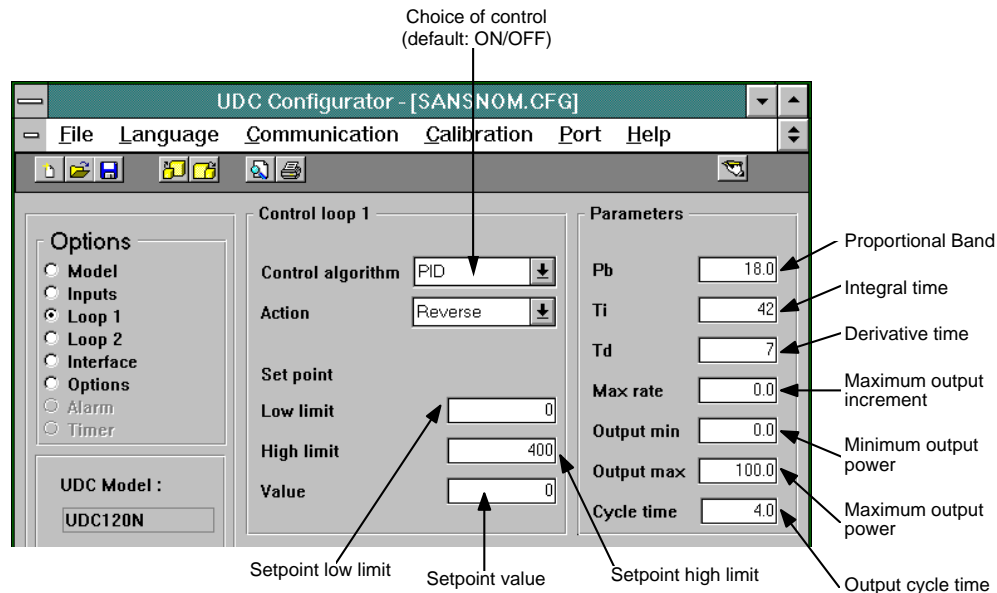 Choice of control
(default: ON/OFF)
UDC Configurator - [SANSNOM.CFG]
File Language Communication Calibration Port Help
Options
Model
Inputs
Loop 1
Loop 2
Interface
Options
Alarm
Timer
UDC Model :
UDC120N
Control loop 1
Control algorithm PID
Action Reverse
Set point
Low limit 0
High limit 400
Value 0
Parameters
Pb 18.0
Ti 42
Td 7
Max rate 0.0
Output min 0.0
Output max 100.0
Cycle time 4.0
Proportional Band
Integral time
Derivative time
Maximum output
increment
Minimum output
power
Maximum output
power
Output cycle time
Setpoint low limit
Setpoint value
Setpoint high limit